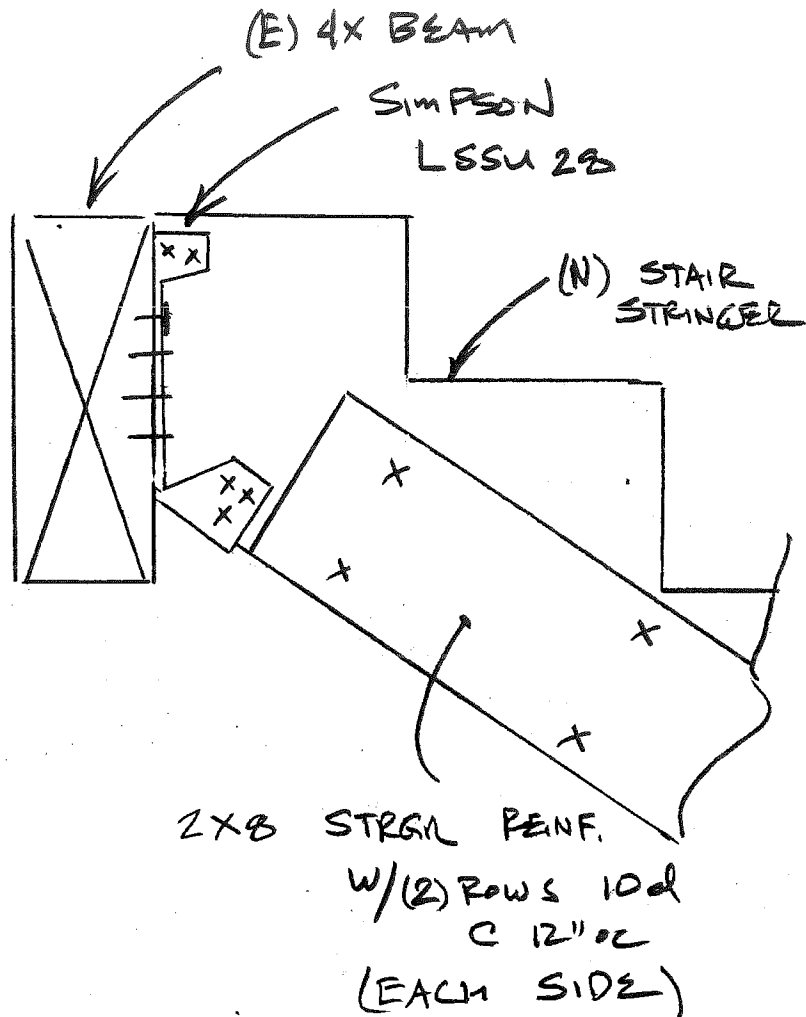 (E) 4X BEAM
SIMPSON
LSSU 28
(N) STAIR
STRINGER
2X8 STRGR REINF.
W/(2) ROWS 10d
@ 12" oc
(EACH SIDE)